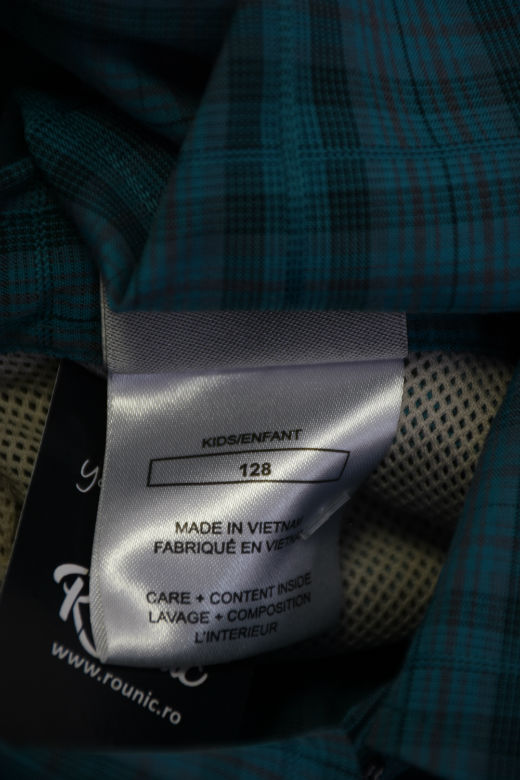 KIDS/ENFANT
128
MADE IN VIETNAM
FABRIQUÉ EN VIETNAM
CARE + CONTENT INSIDE
LAVAGE + COMPOSITION
L'INTERIEUR
www.rounic.ro